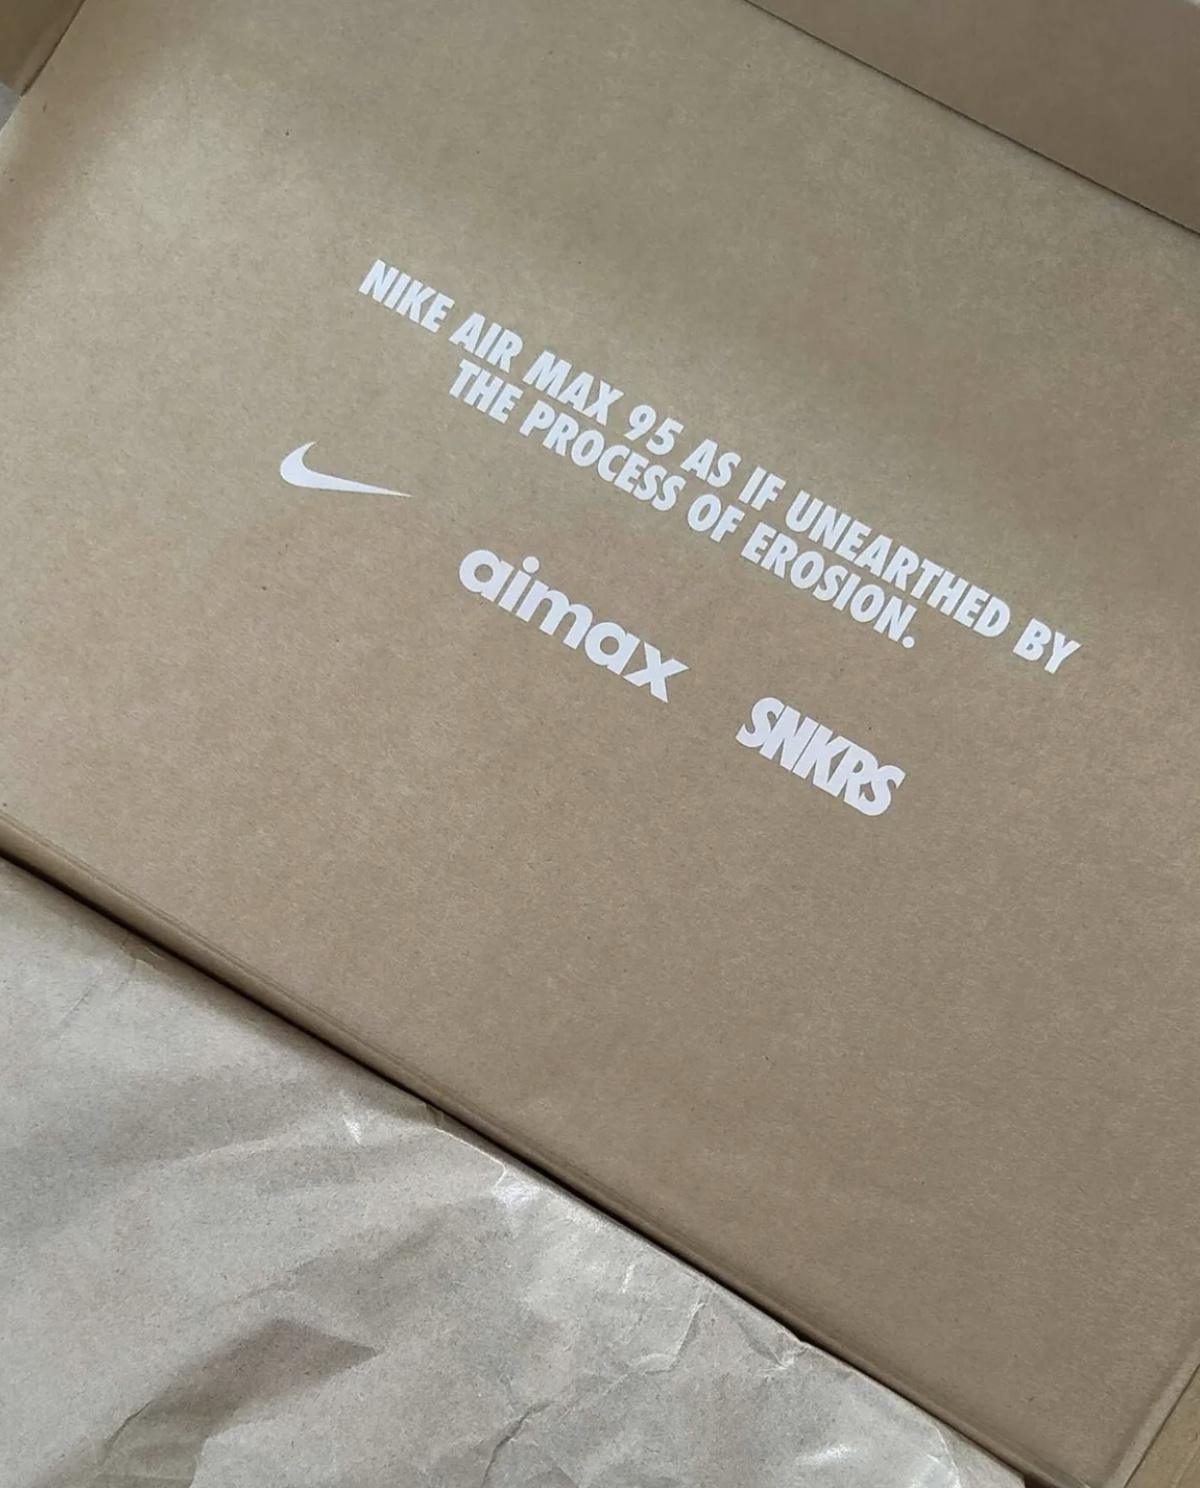 NIKE AIR MAX 95 AS IF UNEARTHED BY
THE PROCESS OF EROSION.
aimax
SNKRS